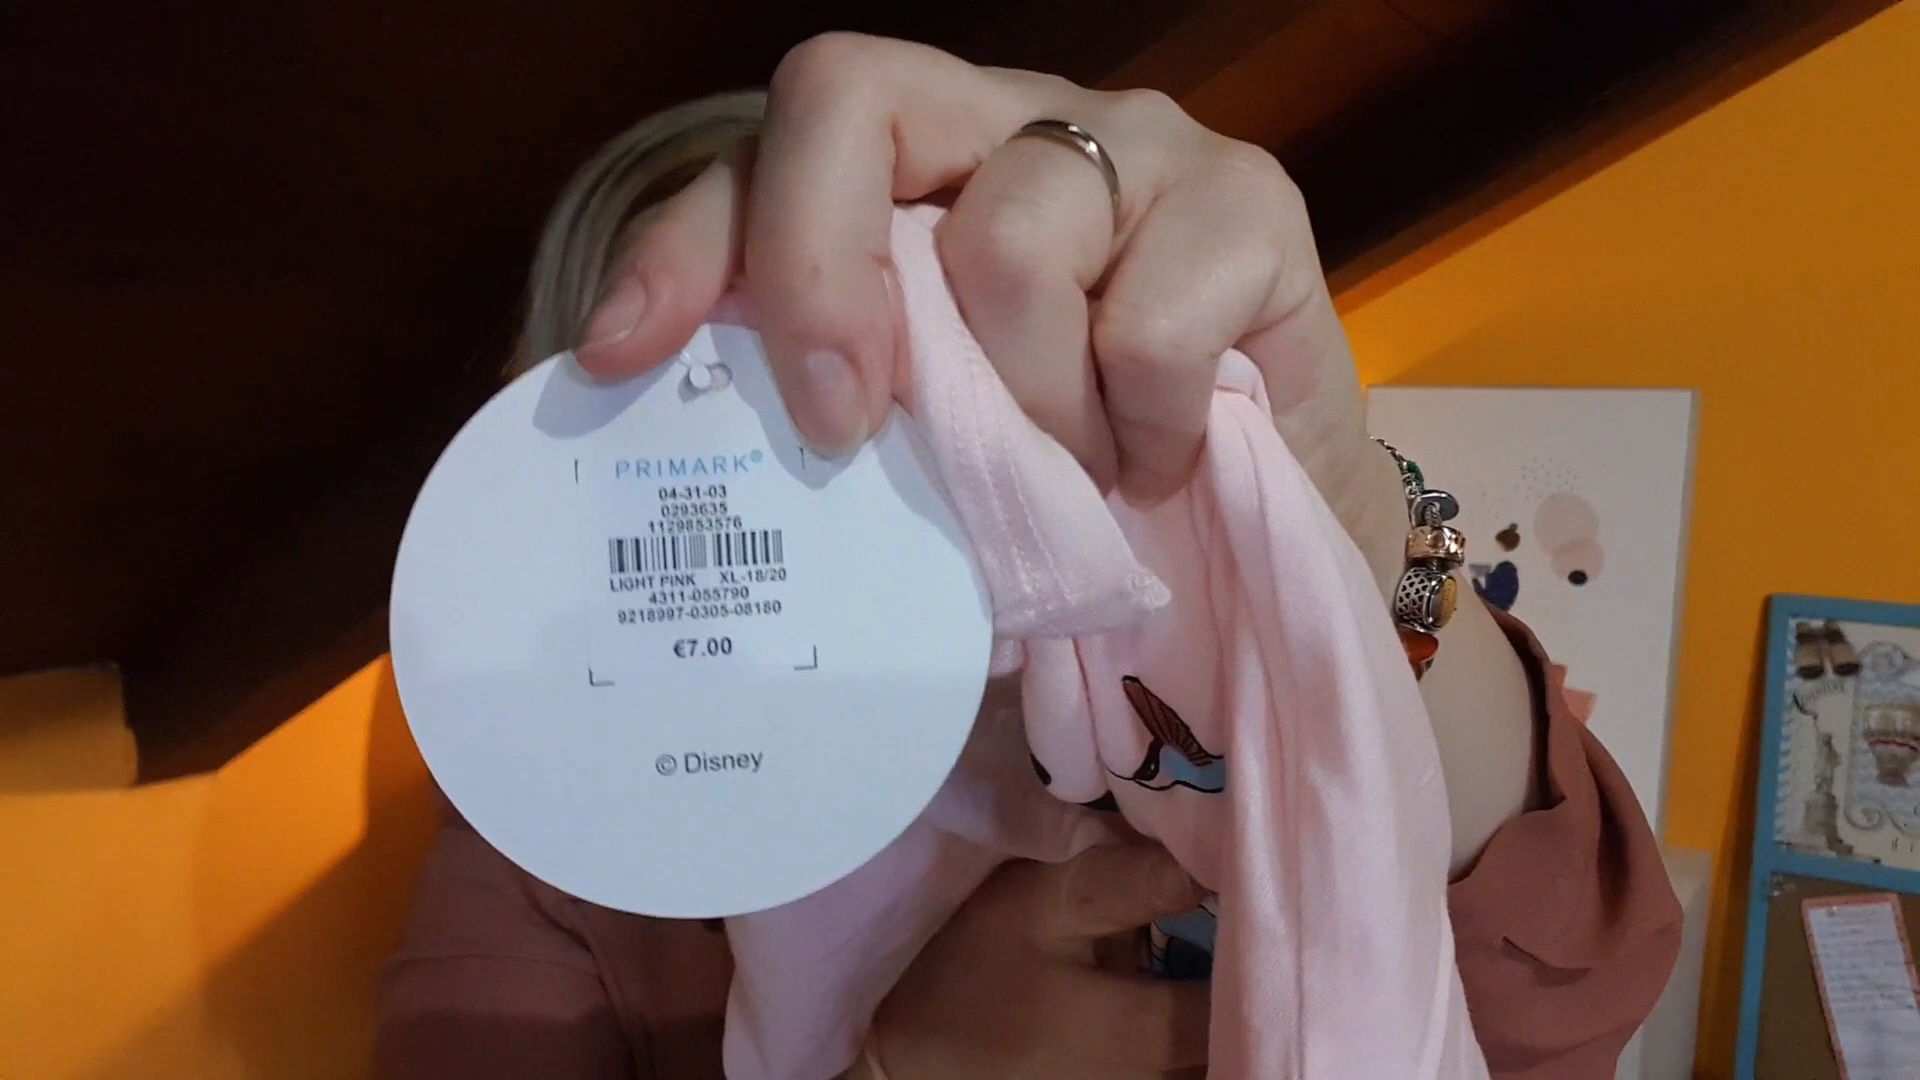 PRIMARK®
04-31-03
0293635
1129853576
LIGHT PINK XL-18/20
4311-055790
9218997-0305-08180
€7.00
© Disney